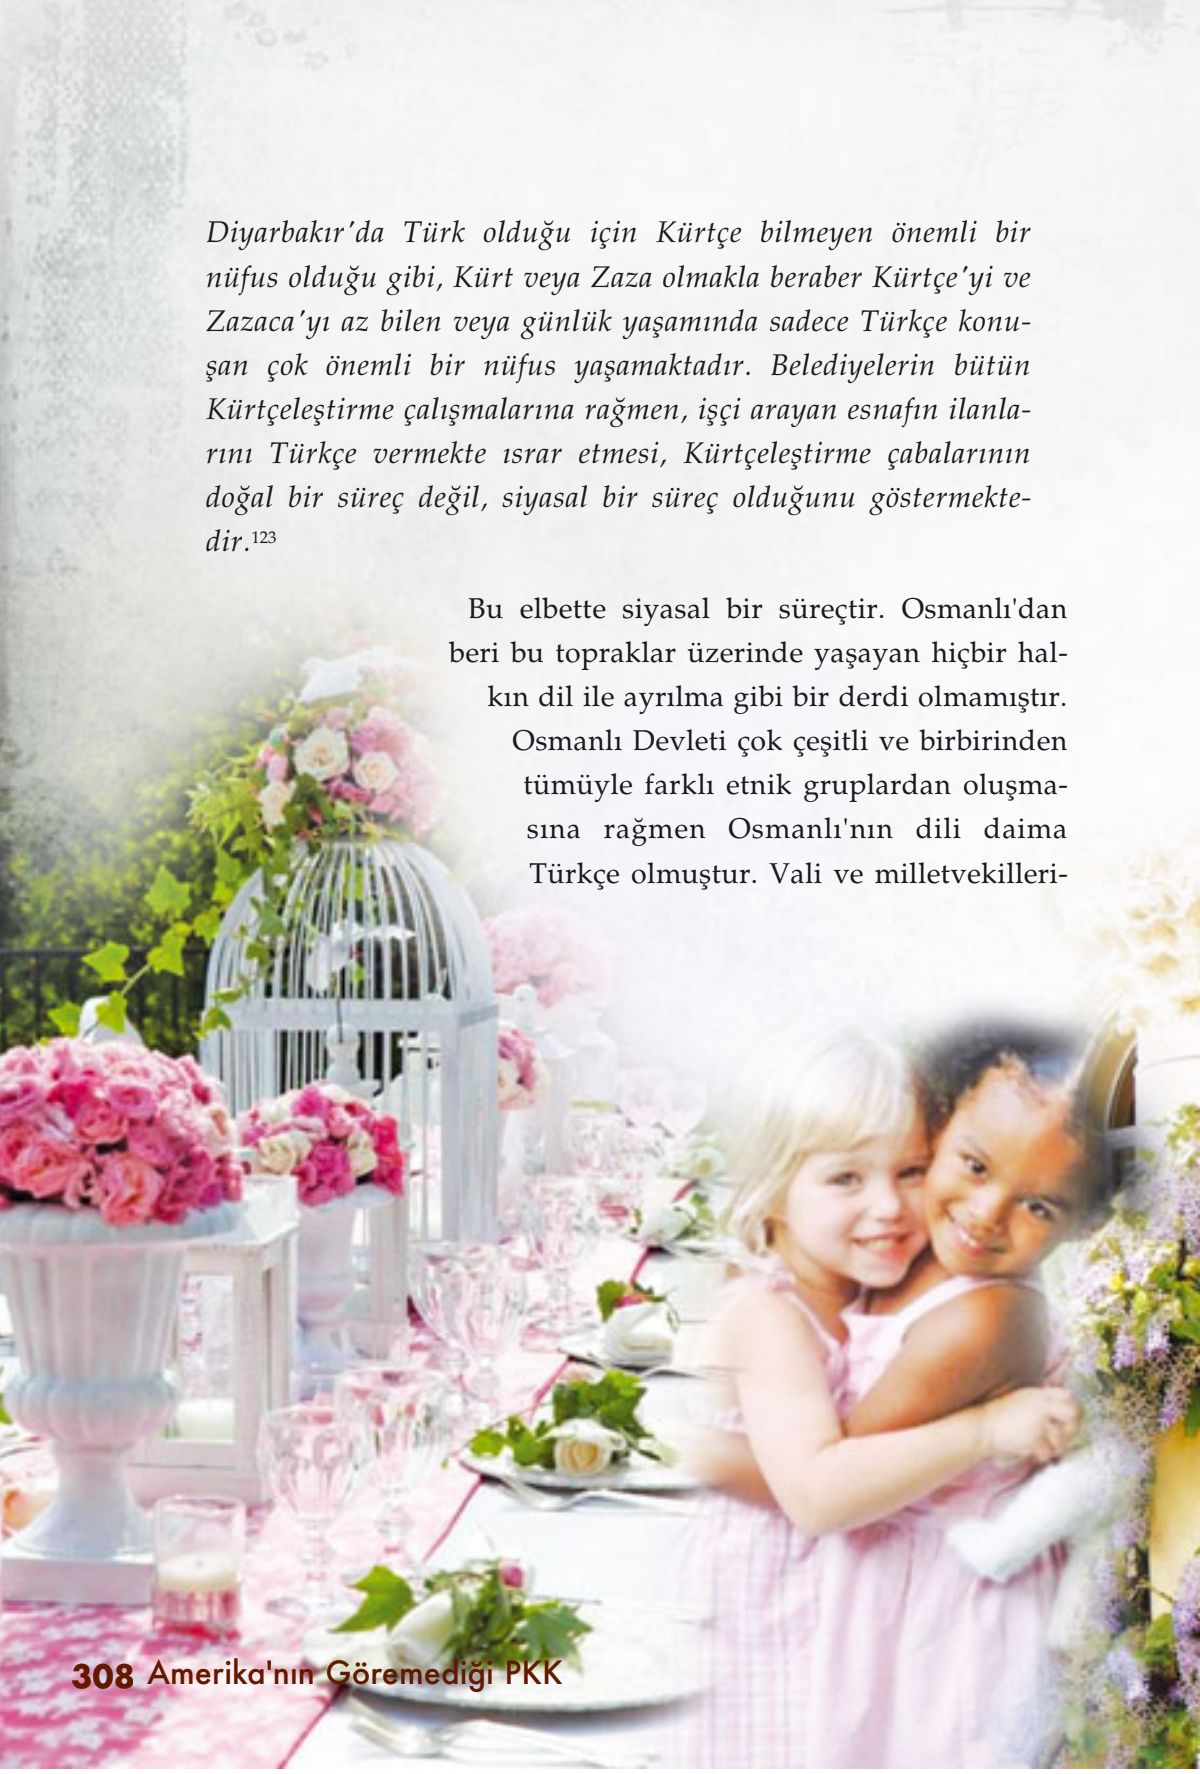 Diyarbakır'da Türk olduğu için Kürtçe bilmeyen önemli bir
nüfus olduğu gibi, Kürt veya Zaza olmakla beraber Kürtçe'yi ve
Zazaca'yı az bilen veya günlük yaşamında sadece Türkçe konu-
şan çok önemli bir nüfus yaşamaktadır. Belediyelerin bütün
Kürtçeleştirme çalışmalarına rağmen, işçi arayan esnafın ilanla-
rını Türkçe vermekte ısrar etmesi, Kürtçeleştirme çabalarının
doğal bir süreç değil, siyasal bir süreç olduğunu göstermekte-
dir.123
Bu elbette siyasal bir süreçtir. Osmanlı'dan
beri bu topraklar üzerinde yaşayan hiçbir hal-
kın dil ile ayrılma gibi bir derdi olmamıştır.
Osmanlı Devleti çok çeşitli ve birbirinden
tümüyle farklı etnik gruplardan oluşma-
sına rağmen Osmanlı'nın dili daima
Türkçe olmuştur. Vali ve milletvekilleri-
308 Amerika'nın Göremediği PKK